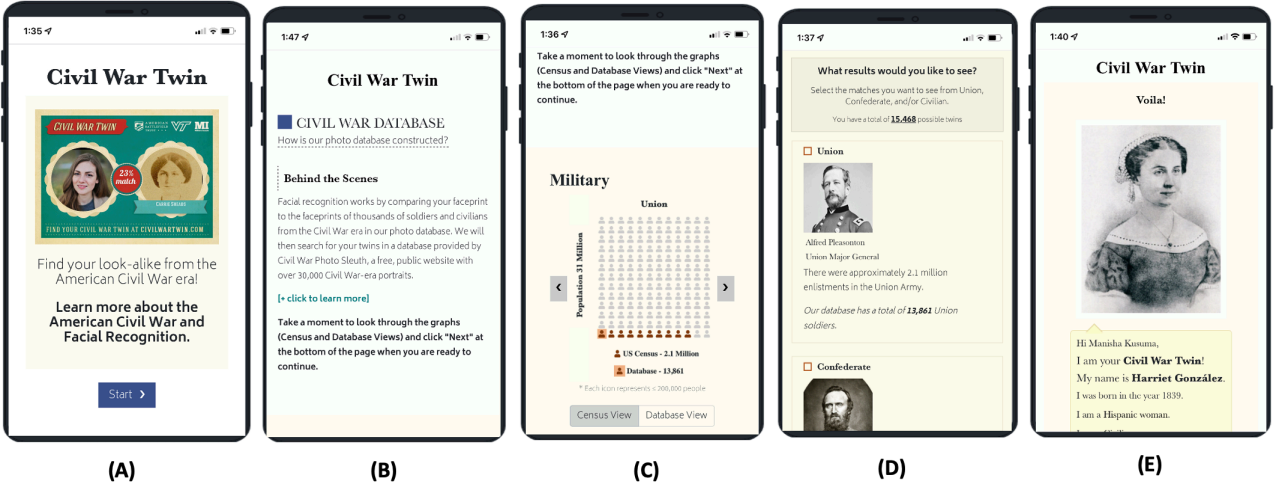 1:35
Civil War Twin
CIVIL WAR TWIN
VT
MI
23%
match
CARRIE SNEAKS
FIND YOUR CIVIL WAR TWIN AT CIVILWARTWIN.COM
Find your look-alike from the
American Civil War era!
Learn more about the
American Civil War and
Facial Recognition.
Start
(A)
1:47
Civil War Twin
CIVIL WAR DATABASE
How is our photo database constructed?
Behind the Scenes
Facial recognition works by comparing your faceprint
to the faceprints of thousands of soldiers and civilians
from the Civil War era in our photo database. We will
then search for your twins in a database provided by
Civil War Photo Sleuth, a free, public website with
over 30,000 Civil War-era portraits.
[+ click to learn more]
Take a moment to look through the graphs
(Census and Database Views) and click "Next" at
the bottom of the page when you are ready to
continue.
(B)
1:36
Take a moment to look through the graphs
(Census and Database Views) and click "Next" at
the bottom of the page when you are ready to
continue.
Military
Union
Population 31 Million
US Census - 2.1 Million
Database - 13,861
* Each icon represents < 200,000 people
Census View
Database View
(C)
1:37
What results would you like to see?
Select the matches you want to see from Union,
Confederate, and/or Civilian.
You have a total of 15,468 possible twins
Union
Alfred Pleasonton
Union Major General
There were approximately 2.1 million
enlistments in the Union Army.
Our database has a total of 13,861 Union
soldiers.
Confederate
(D)
1:40
Civil War Twin
Voila!
Hi Manisha Kusuma,
I am your Civil War Twin!
My name is Harriet González.
I was born in the year 1839.
I am a Hispanic woman.
(E)